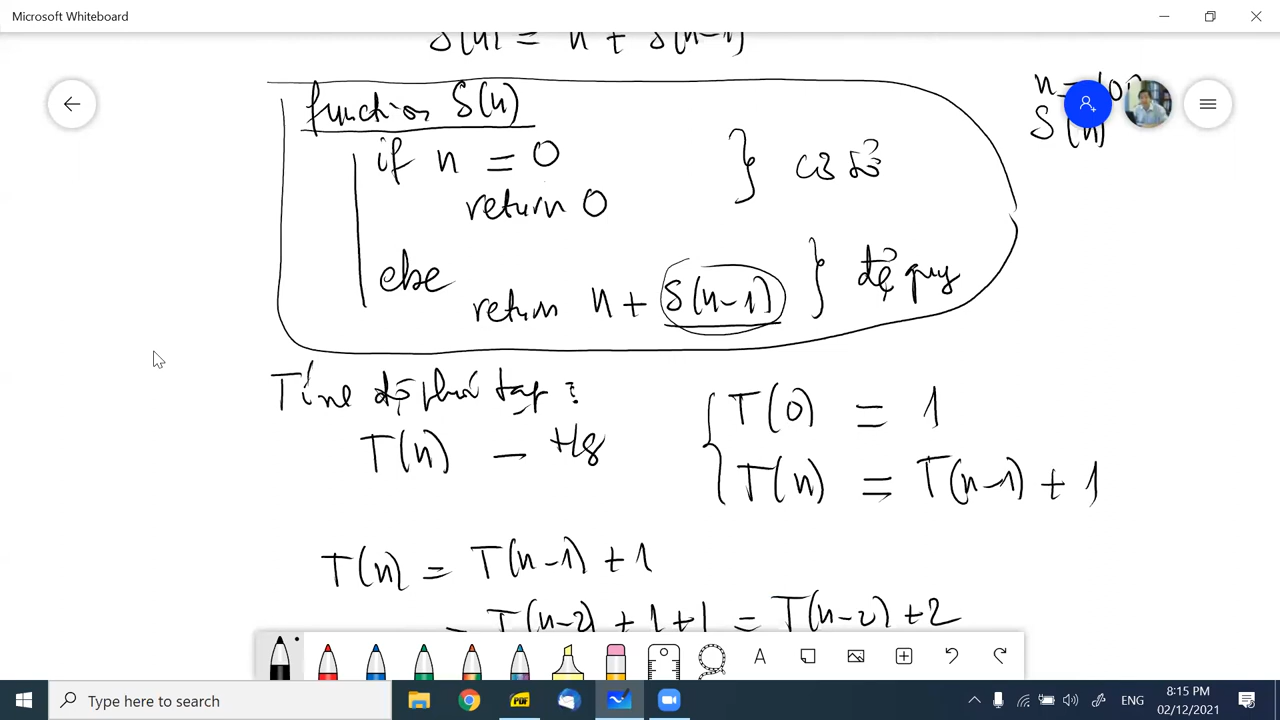 Microsoft Whiteboard
S(n) = n + S(n-1)
n = 100
S(n)
function S(n)
if n = 0
return 0
} cơ sở
else
return n + S(n-1) } đệ quy
Tính độ phức tạp :
T(0) = 1
T(n) -
T(n) = T(n-1) + 1
T(n) = T(n-1) + 1
= T(n-2) + 1 + 1 = T(n-2) + 2
A
Type here to search
PDF
ENG
8:15 PM
02/12/2021